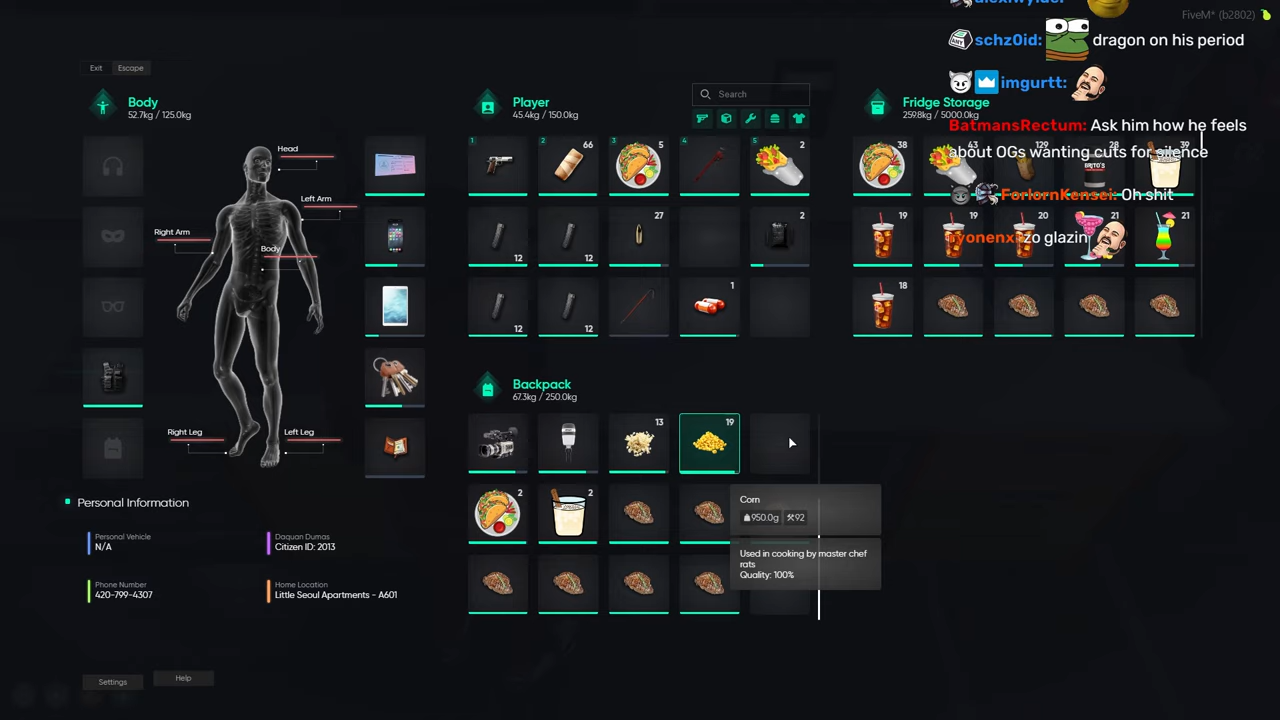 FiveM* (b2802)
schz0id: dragon on his period
imgurtt:
BatmansRectum: Ask him how he feels
about OGs wanting cuts for silence
ForlornKensei: Oh shit
ryonenx: zo glazin
Exit Escape
Body
52.7kg / 125.0kg
Head
Left Arm
Right Arm
Body
Right Leg
Left Leg
Player
45.4kg / 150.0kg
Search
1
2 66
3 5
4
5 2
12
12
27
2
12
12
1
Fridge Storage
259.8kg / 5000.0kg
38
43
129
28
39
19
19
20
21
21
18
Backpack
67.3kg / 250.0kg
13
19
2
2
Corn
950.0g 92
Used in cooking by master chef
rats
Quality: 100%
Personal Information
Personal Vehicle
N/A
Daquan Dumas
Citizen ID: 2013
Phone Number
420-799-4307
Home Location
Little Seoul Apartments - A601
Settings
Help